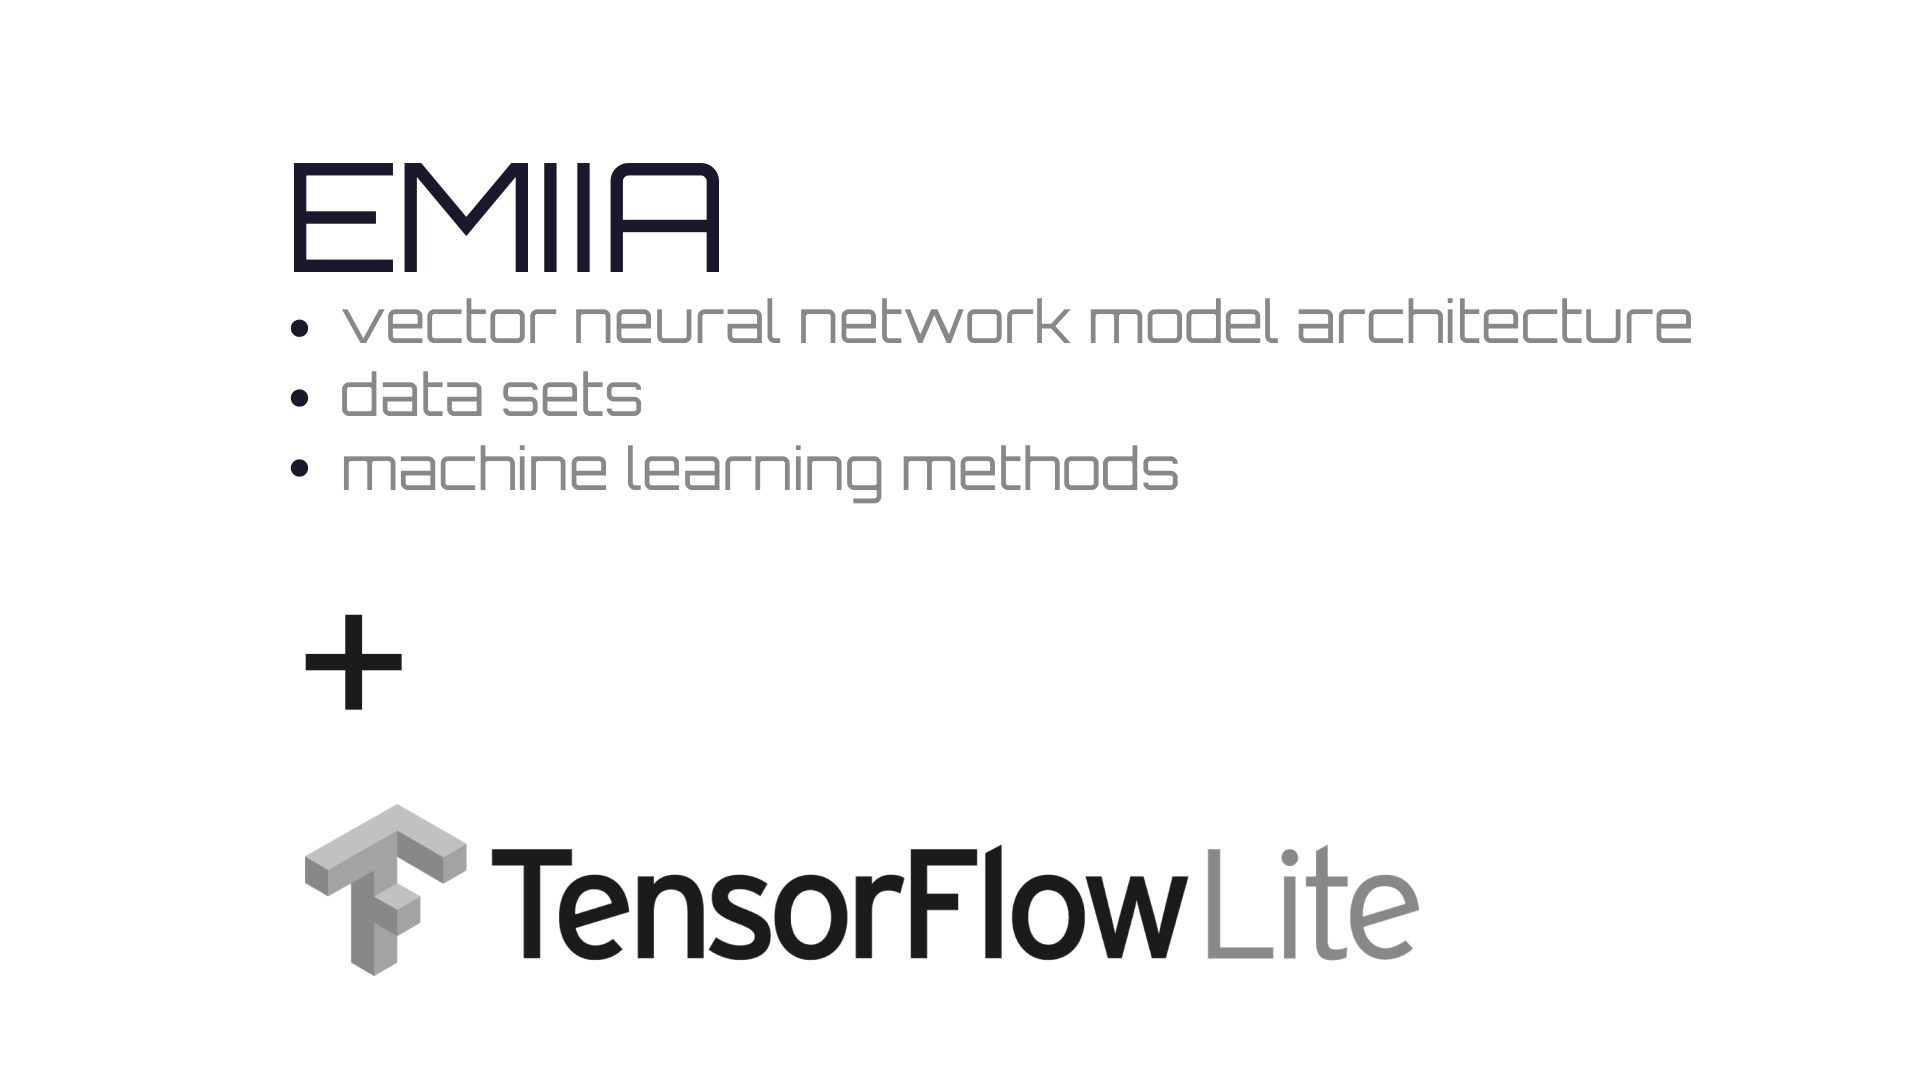 EMIIA
• vector neural network model architecture
• data sets
• machine learning methods
+
TensorFlow Lite